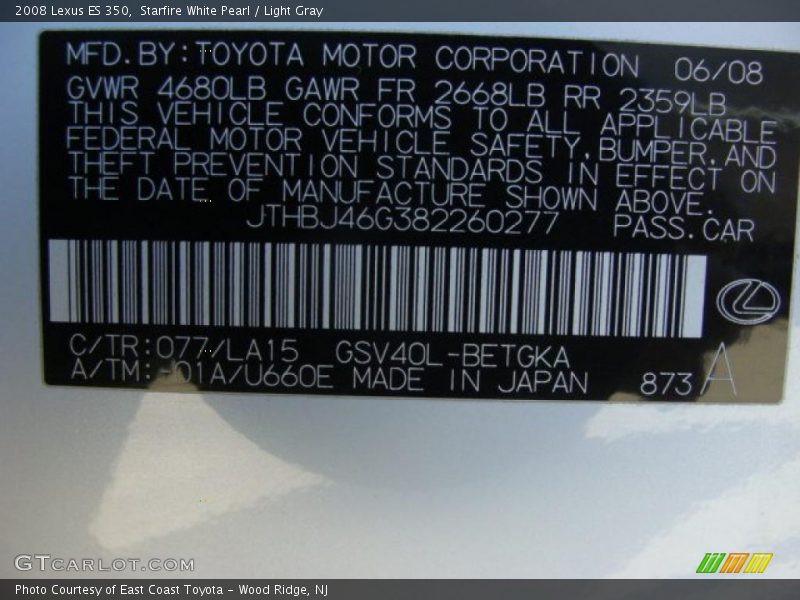 2008 Lexus ES 350, Starfire White Pearl / Light Gray
MFD. BY: TOYOTA MOTOR CORPORATION 06/08
GVWR 4680LB GAWR FR 2668LB RR 2359LB
THIS VEHICLE CONFORMS TO ALL APPLICABLE
FEDERAL MOTOR VEHICLE SAFETY, BUMPER, AND
THEFT PREVENTION STANDARDS IN EFFECT ON
THE DATE OF MANUFACTURE SHOWN ABOVE.
JTHBJ46G382260277 PASS. CAR
C/TR: 077/LA15 GSV40L-BETGKA
A/TM: -01A/U660E MADE IN JAPAN 873 A
GTCARLOT.COM
Photo Courtesy of East Coast Toyota - Wood Ridge, NJ